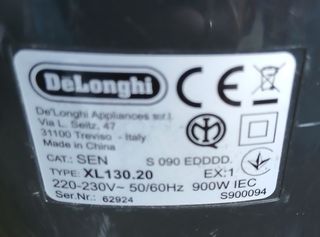 DeLonghi
De'Longhi Appliances s.r.l.
Via L. Seitz, 47
31100 Treviso - Italy
Made in China
CAT.: SEN S 090 EDDDD.
TYPE: XL130.20 EX:1
220-230V~ 50/60Hz 900W IEC
Ser.Nr.: 62924 S900094